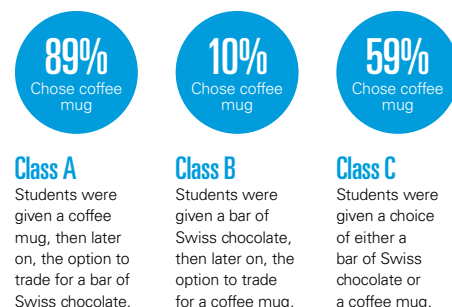 89%
Chose coffee
mug
10%
Chose coffee
mug
59%
Chose coffee
mug
Class A
Students were
given a coffee
mug, then later
on, the option to
trade for a bar of
Swiss chocolate.
Class B
Students were
given a bar of
Swiss chocolate,
then later on, the
option to trade
for a coffee mug.
Class C
Students were
given a choice
of either a
bar of Swiss
chocolate or
a coffee mug.